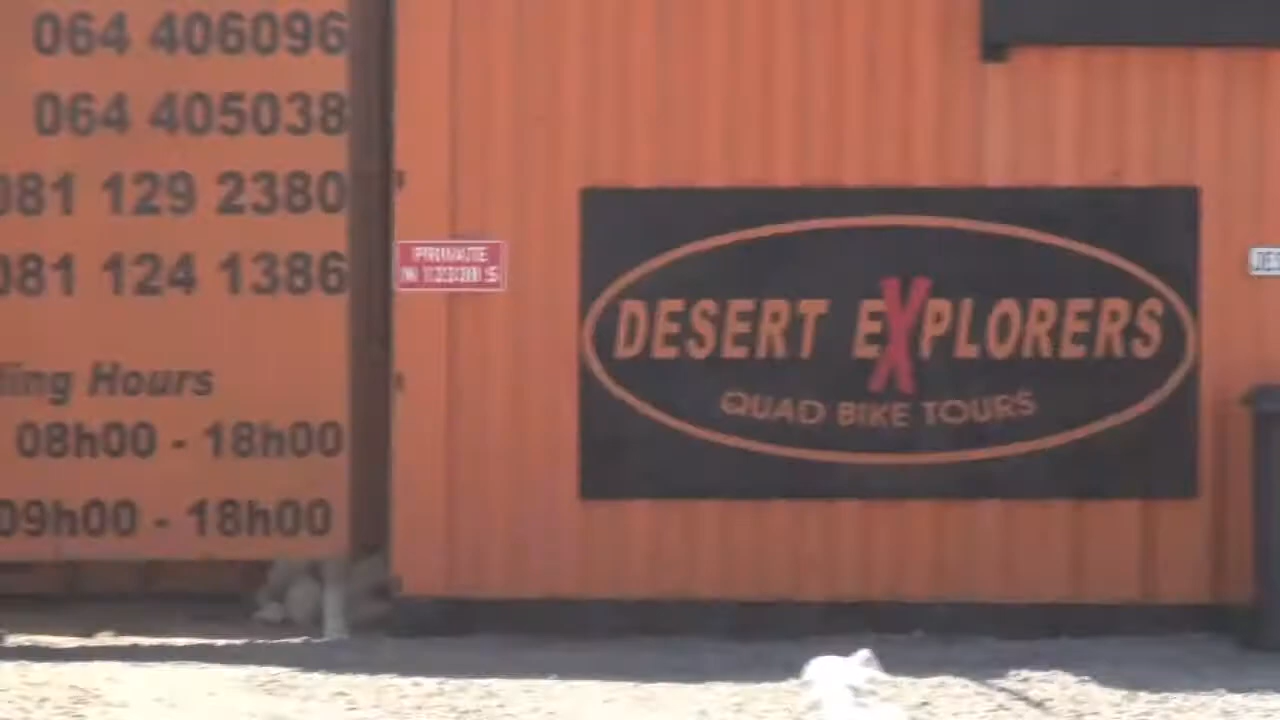 064 406096
064 405038
081 129 2380
081 124 1386
Hours
08h00 - 18h00
09h00 - 18h00
PRIVATE
DESERT EXPLORERS
QUAD BIKE TOURS